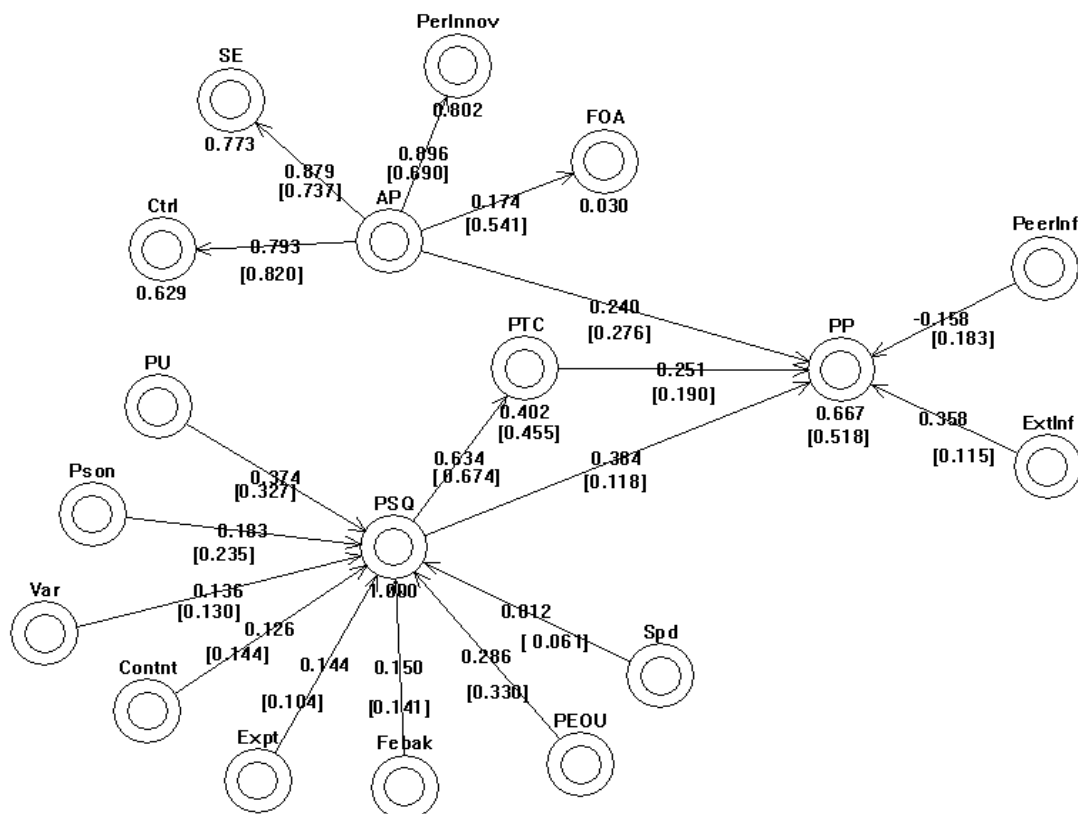 PerInnov
SE
0.802
FOA
0.773
0.896
[0.690]
0.879
[0.737]
AP
0.174
[0.541]
0.030
Ctrl
0.793
[0.820]
0.629
PeerInf
0.240
[0.276]
PTC
PP
-0.158
[0.183]
PU
0.251
[0.190]
0.402
[0.455]
0.667
[0.518]
0.358
[0.115]
ExtInf
0.634
[ 0.674]
0.384
[0.118]
Pson
0.374
[0.327]
PSQ
0.183
[0.235]
Var
0.136
[0.130]
1.000
0.012
[ 0.061]
Spd
0.126
[0.144]
Contnt
0.144
[0.104]
0.150
[0.141]
0.286
[0.330]
Expt
Febak
PEOU